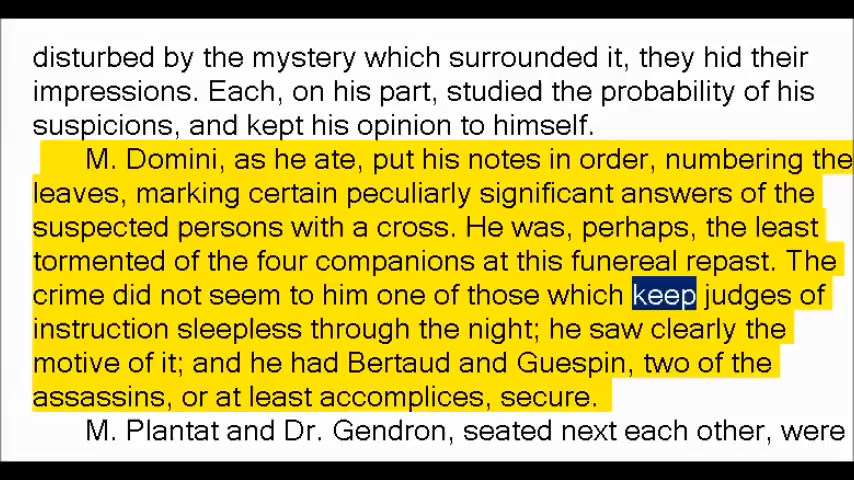 disturbed by the mystery which surrounded it, they hid their
impressions. Each, on his part, studied the probability of his
suspicions, and kept his opinion to himself.
M. Domini, as he ate, put his notes in order, numbering the
leaves, marking certain peculiarly significant answers of the
suspected persons with a cross. He was, perhaps, the least
tormented of the four companions at this funereal repast. The
crime did not seem to him one of those which keep judges of
instruction sleepless through the night; he saw clearly the
motive of it; and he had Bertaud and Guespin, two of the
assassins, or at least accomplices, secure.
M. Plantat and Dr. Gendron, seated next each other, were